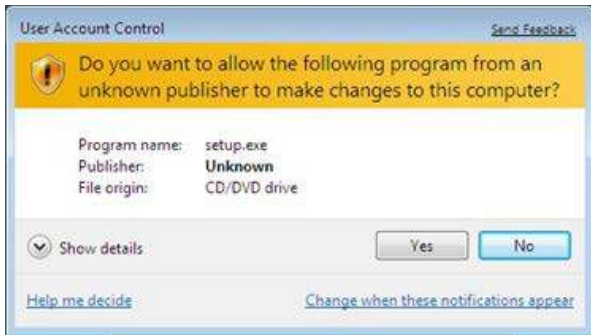 User Account Control
Send Feedback
Do you want to allow the following program from an
unknown publisher to make changes to this computer?
Program name: setup.exe
Publisher: Unknown
File origin: CD/DVD drive
Show details
Yes
No
Help me decide
Change when these notifications appear